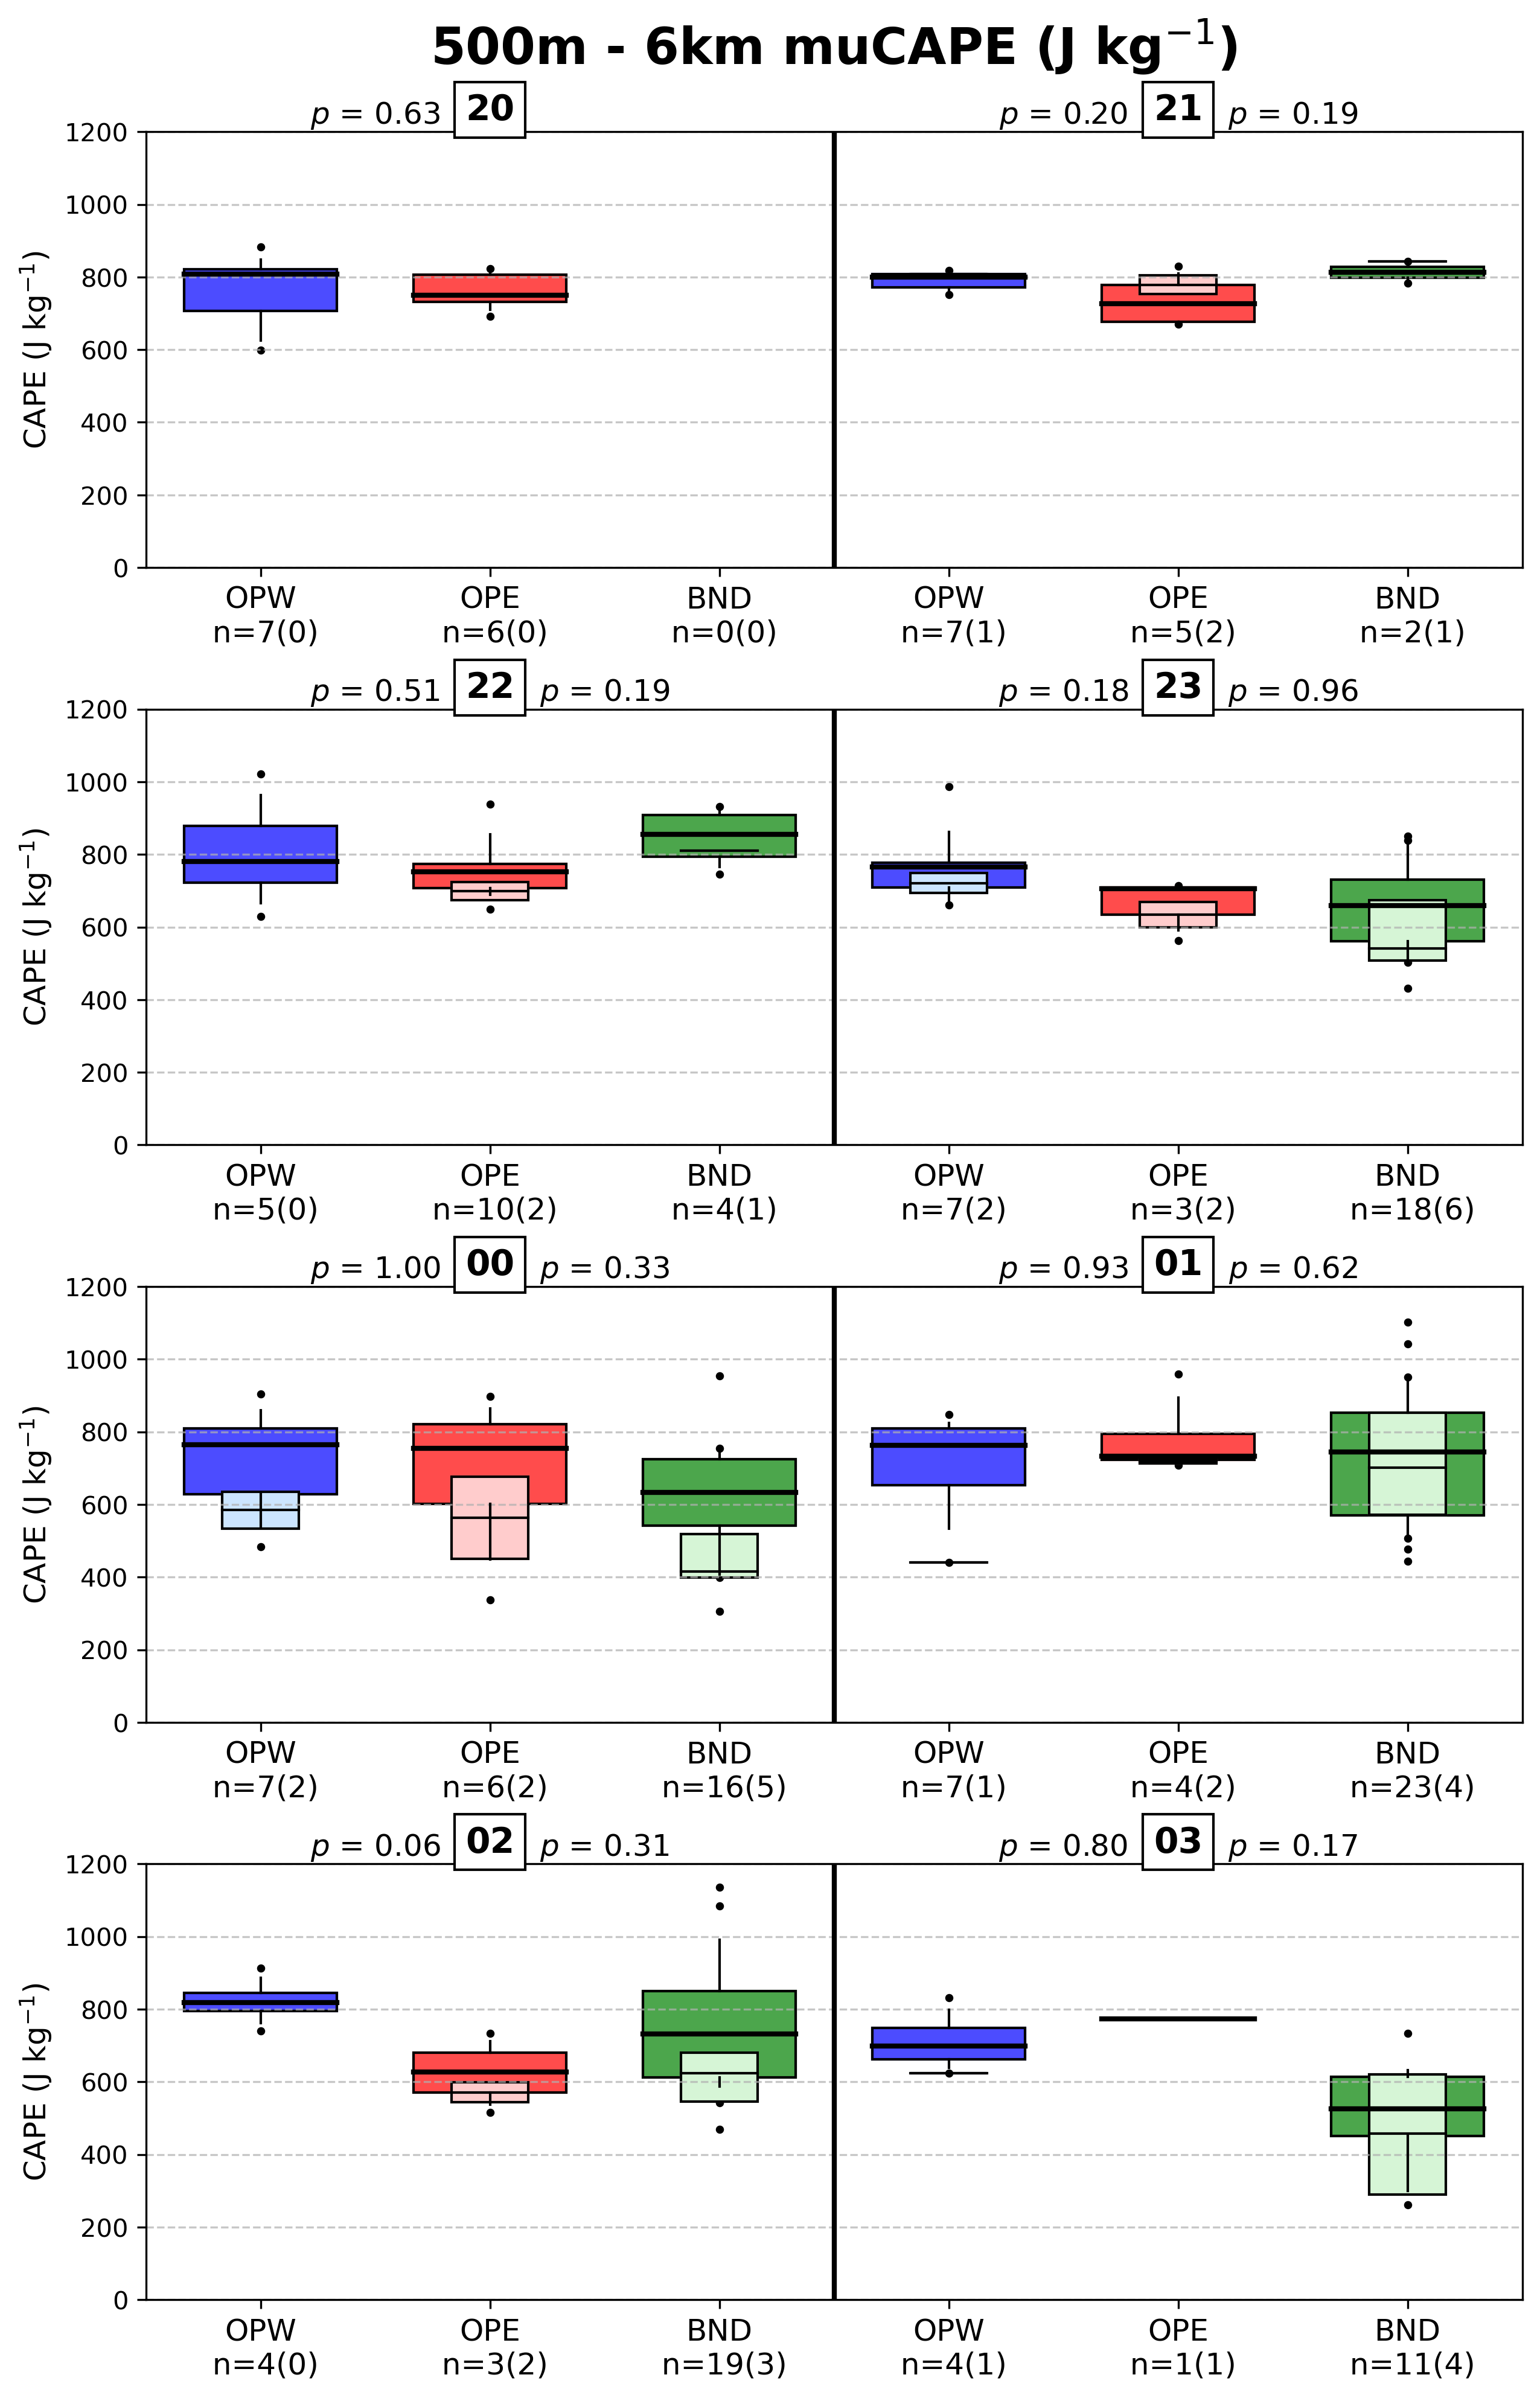 500m - 6km muCAPE (J kg⁻¹)
p = 0.63 20
p = 0.20 21 p = 0.19
CAPE (J kg⁻¹)
1200
1000
800
600
400
200
0
OPW OPE BND OPW OPE BND
n=7(0) n=6(0) n=0(0) n=7(1) n=5(2) n=2(1)
p = 0.51 22 p = 0.19
p = 0.18 23 p = 0.96
CAPE (J kg⁻¹)
1200
1000
800
600
400
200
0
OPW OPE BND OPW OPE BND
n=5(0) n=10(2) n=4(1) n=7(2) n=3(2) n=18(6)
p = 1.00 00 p = 0.33
p = 0.93 01 p = 0.62
CAPE (J kg⁻¹)
1200
1000
800
600
400
200
0
OPW OPE BND OPW OPE BND
n=7(2) n=6(2) n=16(5) n=7(1) n=4(2) n=23(4)
p = 0.06 02 p = 0.31
p = 0.80 03 p = 0.17
CAPE (J kg⁻¹)
1200
1000
800
600
400
200
0
OPW OPE BND OPW OPE BND
n=4(0) n=3(2) n=19(3) n=4(1) n=1(1) n=11(4)